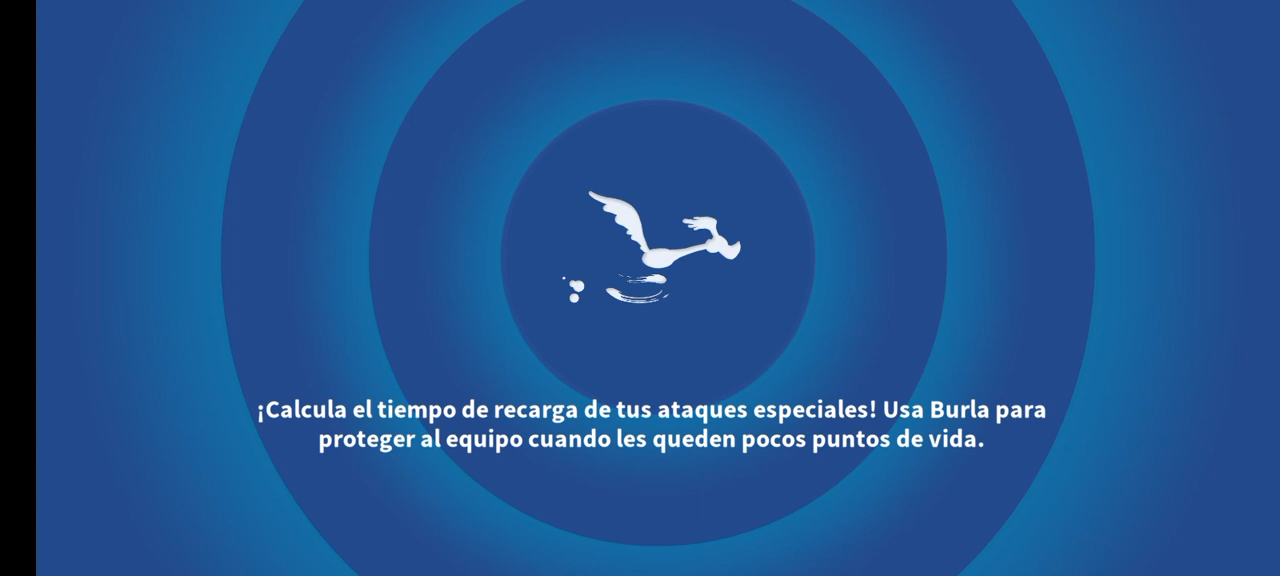 ¡Calcula el tiempo de recarga de tus ataques especiales! Usa Burla para
proteger al equipo cuando les queden pocos puntos de vida.